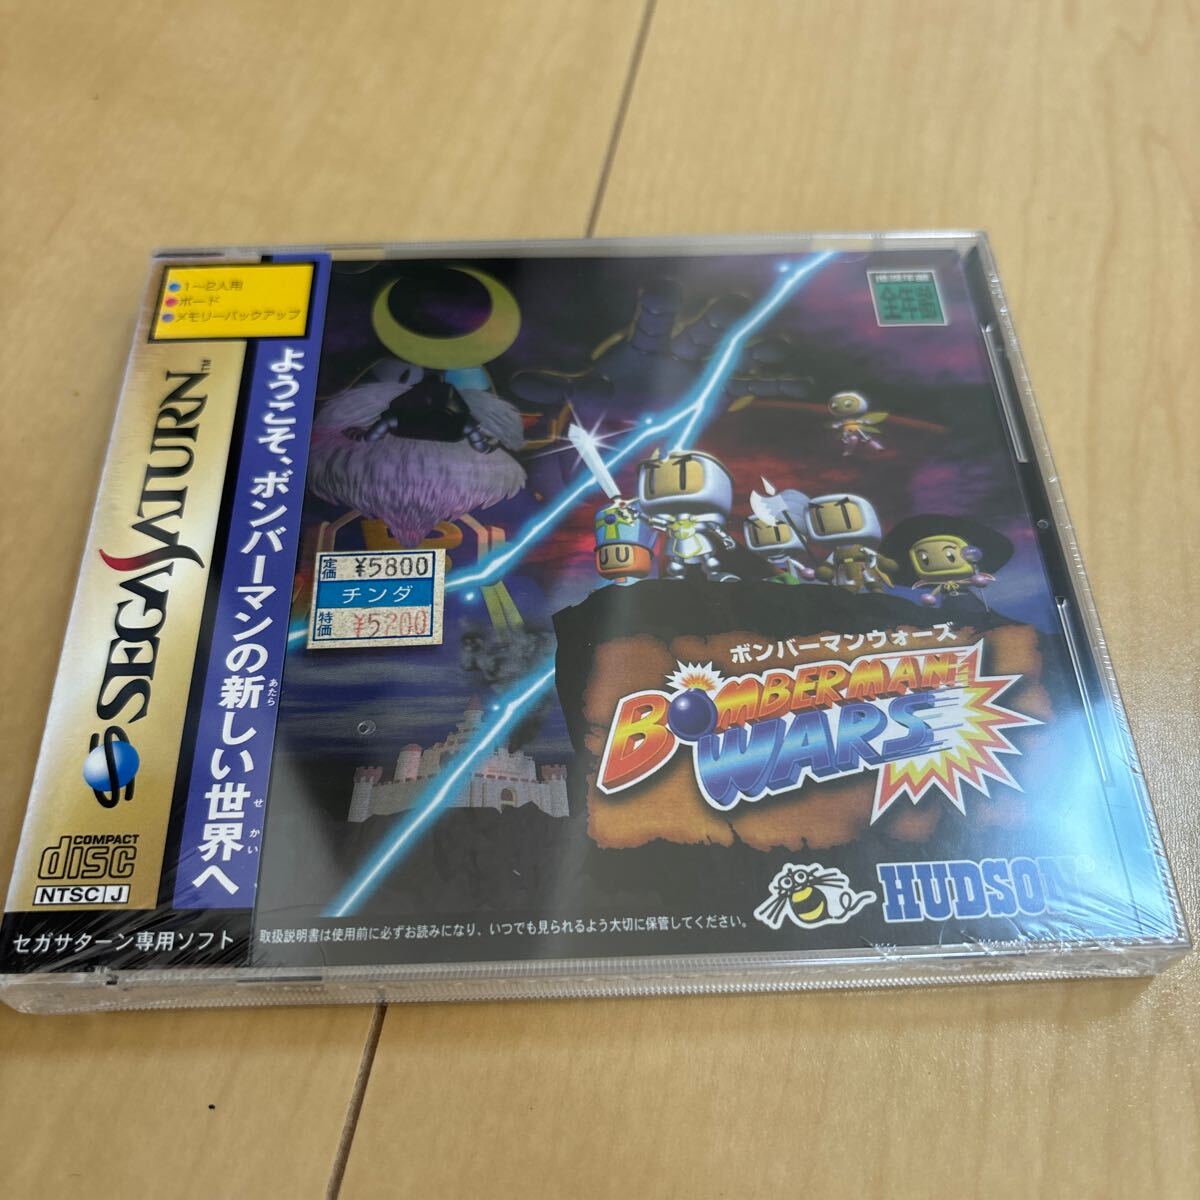 1〜2人用
ボード
メモリーバックアップ
SEGA SATURN™
ようこそ、ボンバーマンの新しい世界へ
あたら
せかい
COMPACT
disc
NTSC J
セガサターン専用ソフト
推奨年齢
全年齢
定価 ¥5800
チンダ
特価 ¥5200
ボンバーマンウォーズ
BOMBERMAN
WARS
HUDSON®
取扱説明書は使用前に必ずお読みになり、いつでも見られるよう大切に保管してください。